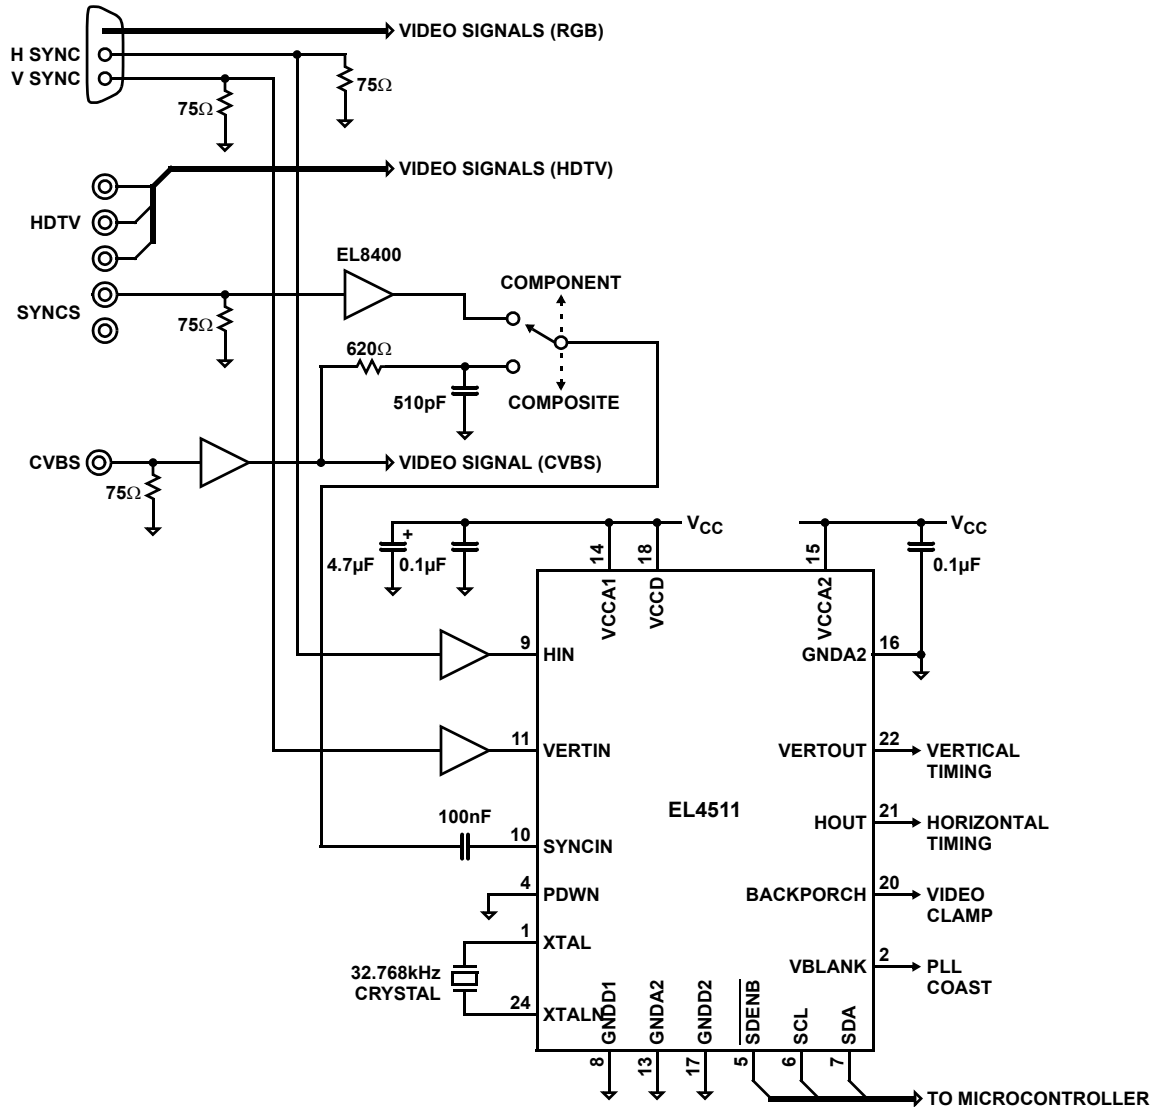 VIDEO SIGNALS (RGB)
H SYNC
V SYNC
75Ω
75Ω
VIDEO SIGNALS (HDTV)
HDTV
EL8400
COMPONENT
SYNCS
75Ω
620Ω
510pF
COMPOSITE
CVBS
VIDEO SIGNAL (CVBS)
75Ω
VCC
VCC
4.7µF
+
0.1µF
14
18
15
0.1µF
VCCA1
VCCD
VCCA2
9
HIN
GNDA2
16
11
VERTIN
VERTOUT
22
VERTICAL
TIMING
EL4511
100nF
10
SYNCIN
HOUT
21
HORIZONTAL
TIMING
4
PDWN
BACKPORCH
20
VIDEO
CLAMP
1
XTAL
VBLANK
2
PLL
COAST
32.768kHz
CRYSTAL
24
XTALN
GNDD1
GNDA2
GNDD2
SDENB
SCL
SDA
8
13
17
5
6
7
TO MICROCONTROLLER